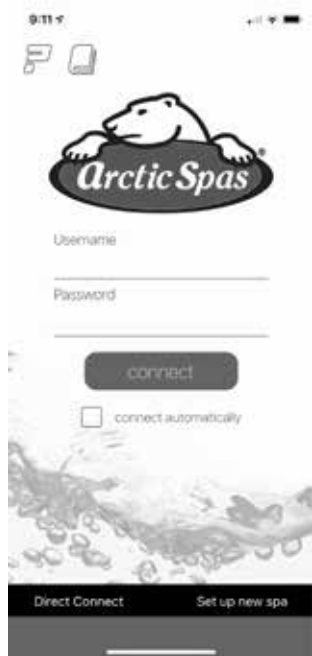 9:11
arctic Spas®
Username
Password
connect
connect automatically
Direct Connect
Set up new spa